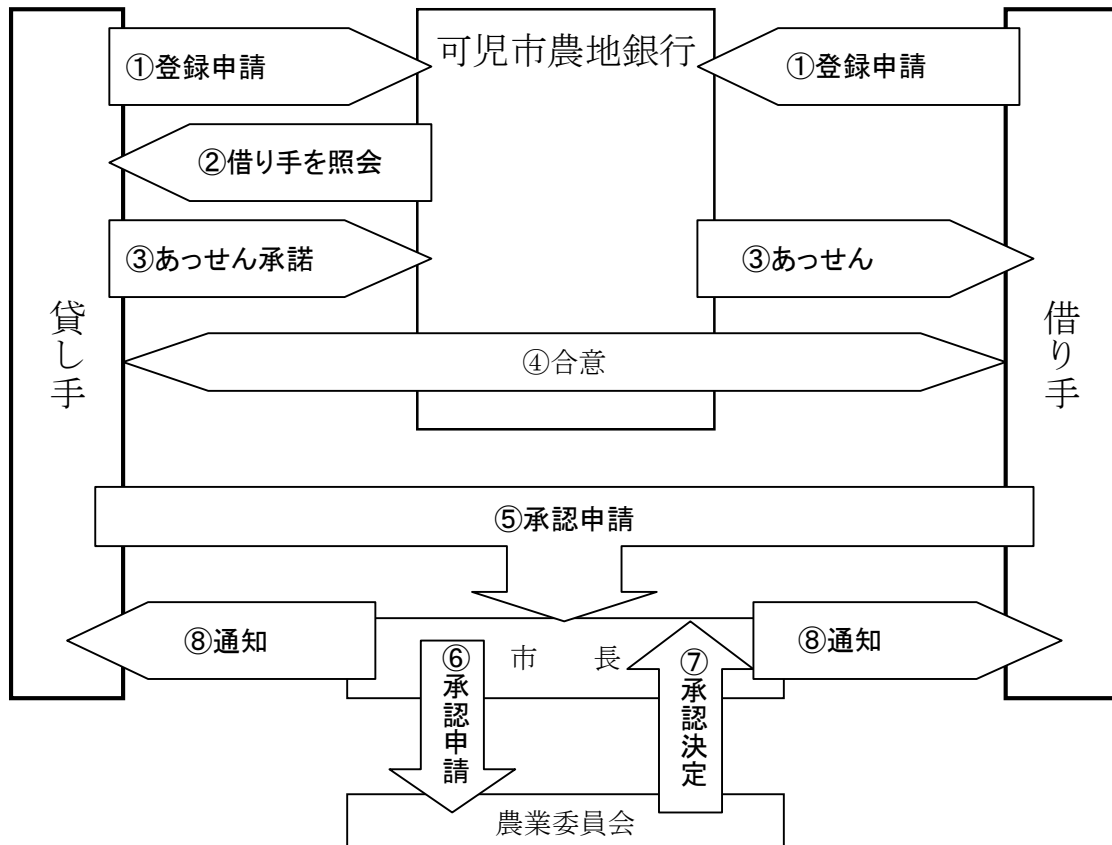 可児市農地銀行
①登録申請
①登録申請
②借り手を照会
③あっせん承諾
③あっせん
貸し手
借り手
④合意
⑤承認申請
⑧通知
市　長
⑧通知
⑥承認申請
⑦承認決定
農業委員会